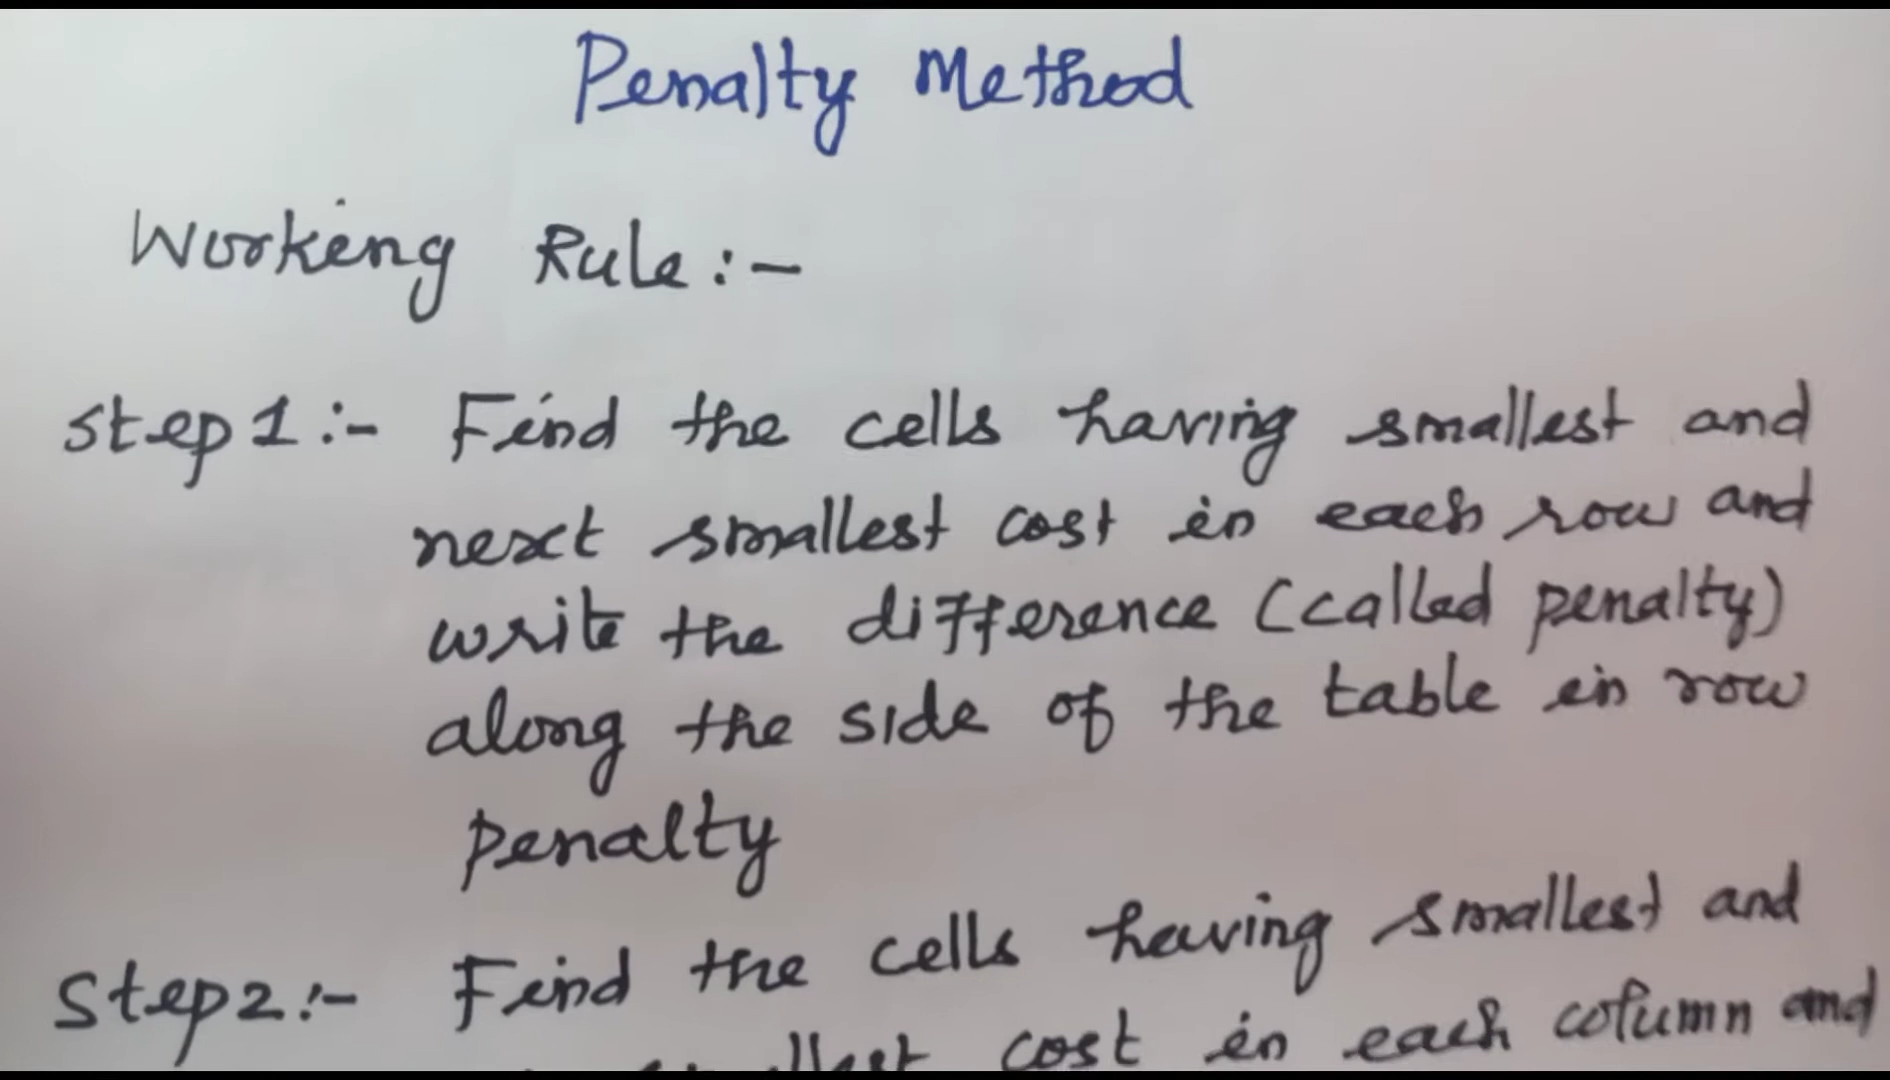 Penalty Method
Working Rule:-
Step 1:- Find the cells having smallest and
next smallest cost in each row and
write the difference (called penalty)
along the side of the table in row
penalty
Step 2:- Find the cells having smallest and
smallest cost in each column and